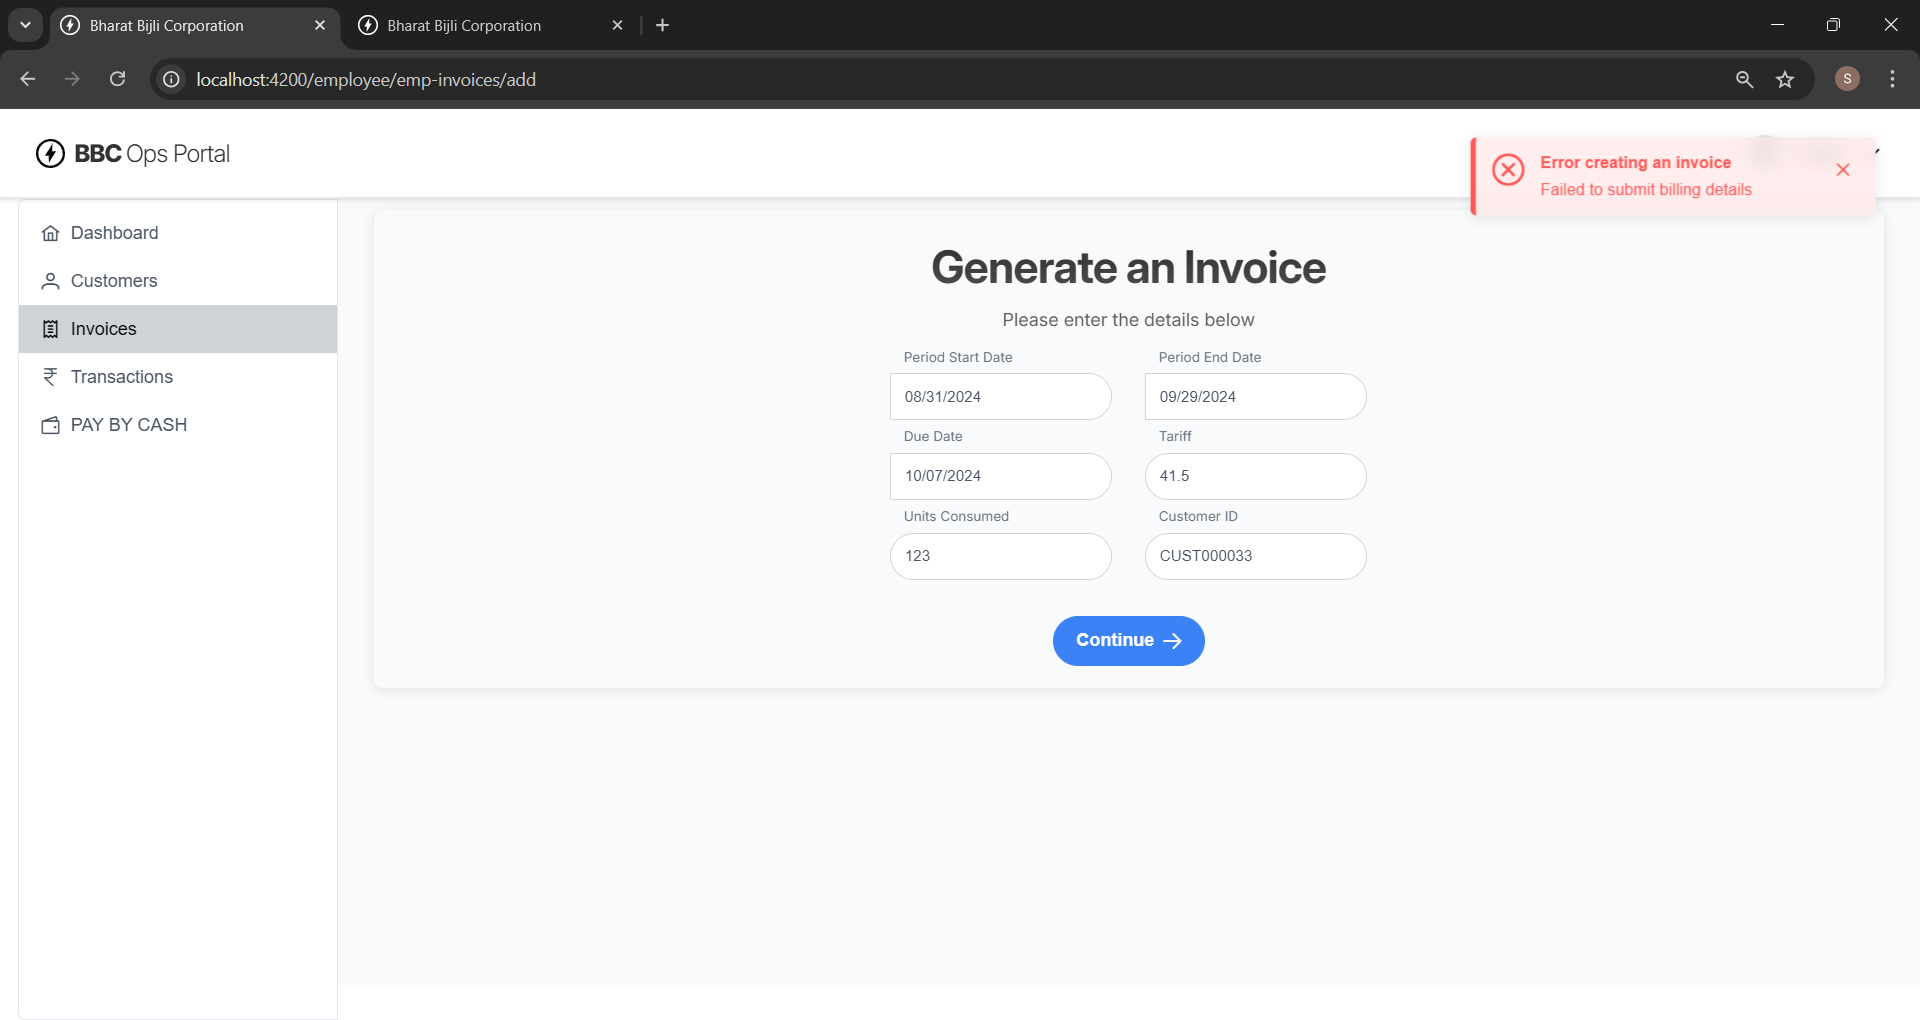 Bharat Bijli Corporation
Bharat Bijli Corporation
localhost:4200/employee/emp-invoices/add
S
BBC Ops Portal
Error creating an invoice
Failed to submit billing details
Dashboard
Customers
Invoices
Transactions
PAY BY CASH
Generate an Invoice
Please enter the details below
Period Start Date
Period End Date
08/31/2024
09/29/2024
Due Date
Tariff
10/07/2024
41.5
Units Consumed
Customer ID
123
CUST000033
Continue